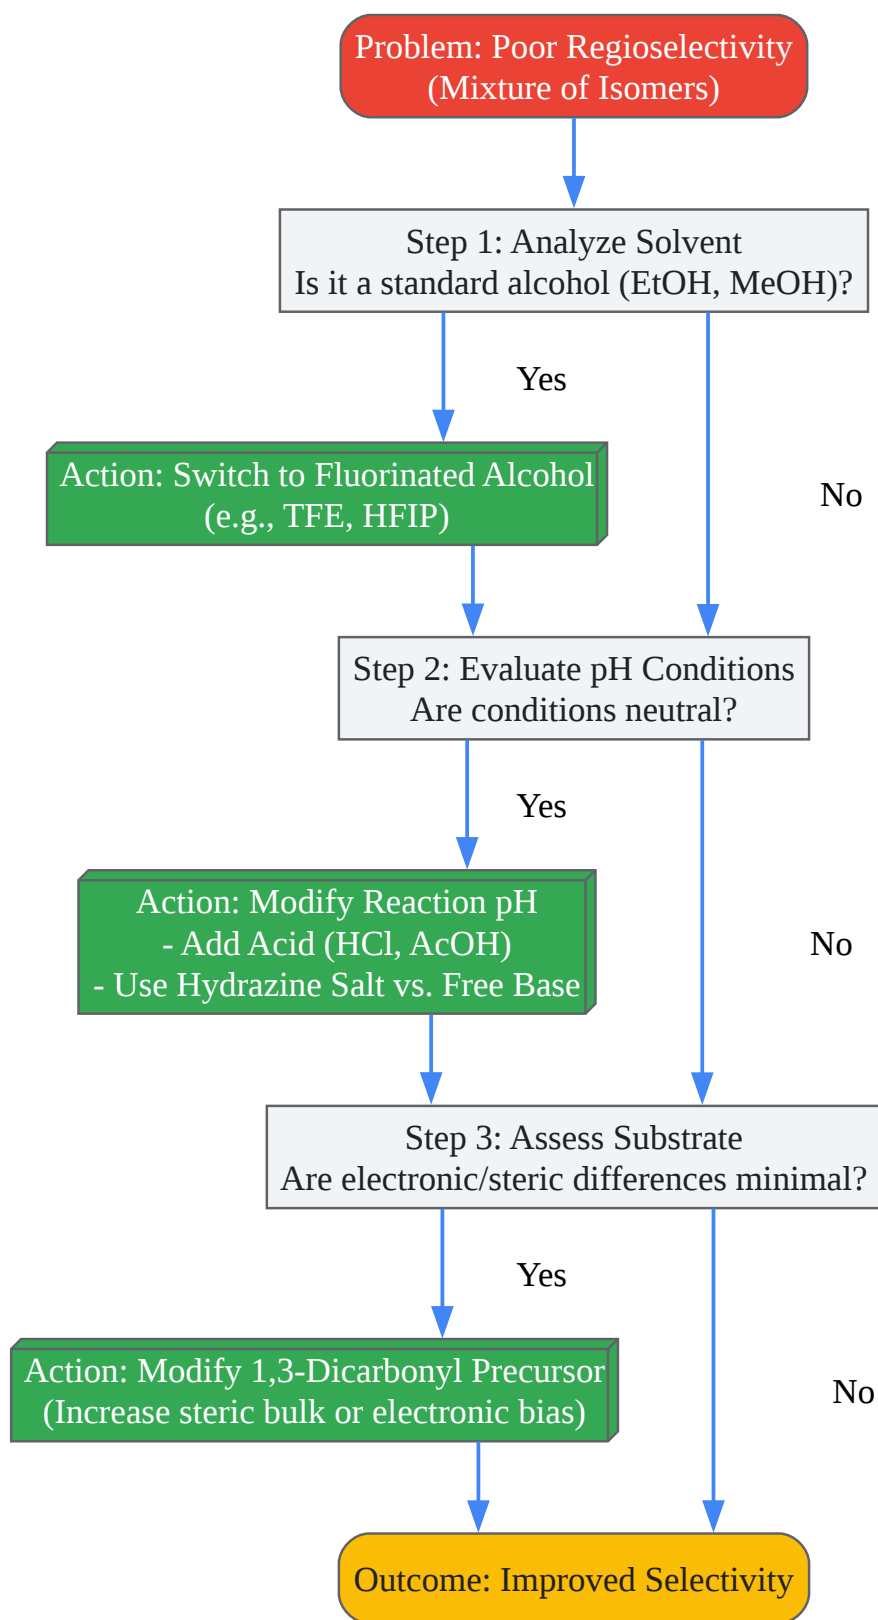 Problem: Poor Regioselectivity
(Mixture of Isomers)
Step 1: Analyze Solvent
Is it a standard alcohol (EtOH, MeOH)?
Yes
Action: Switch to Fluorinated Alcohol
(e.g., TFE, HFIP)
No
Step 2: Evaluate pH Conditions
Are conditions neutral?
Yes
Action: Modify Reaction pH
- Add Acid (HCl, AcOH)
- Use Hydrazine Salt vs. Free Base
No
Step 3: Assess Substrate
Are electronic/steric differences minimal?
Yes
Action: Modify 1,3-Dicarbonyl Precursor
(Increase steric bulk or electronic bias)
No
Outcome: Improved Selectivity